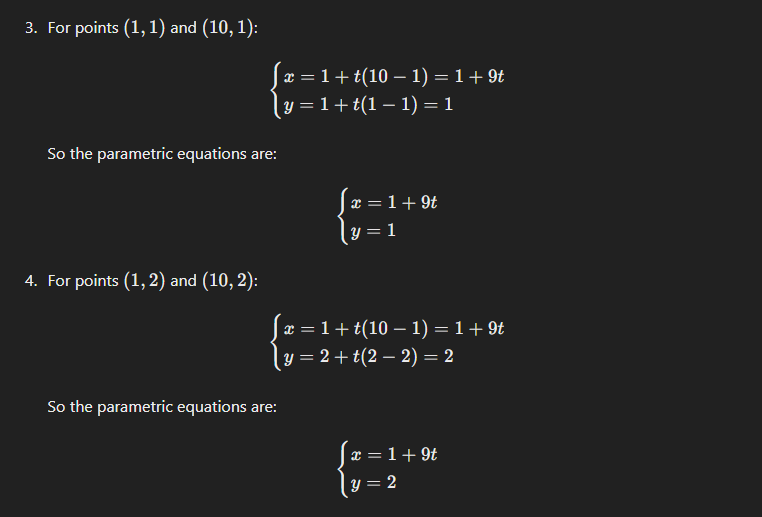 3. For points (1, 1) and (10, 1):
x = 1 + t(10 − 1) = 1 + 9t
y = 1 + t(1 − 1) = 1
So the parametric equations are:
x = 1 + 9t
y = 1
4. For points (1, 2) and (10, 2):
x = 1 + t(10 − 1) = 1 + 9t
y = 2 + t(2 − 2) = 2
So the parametric equations are:
x = 1 + 9t
y = 2